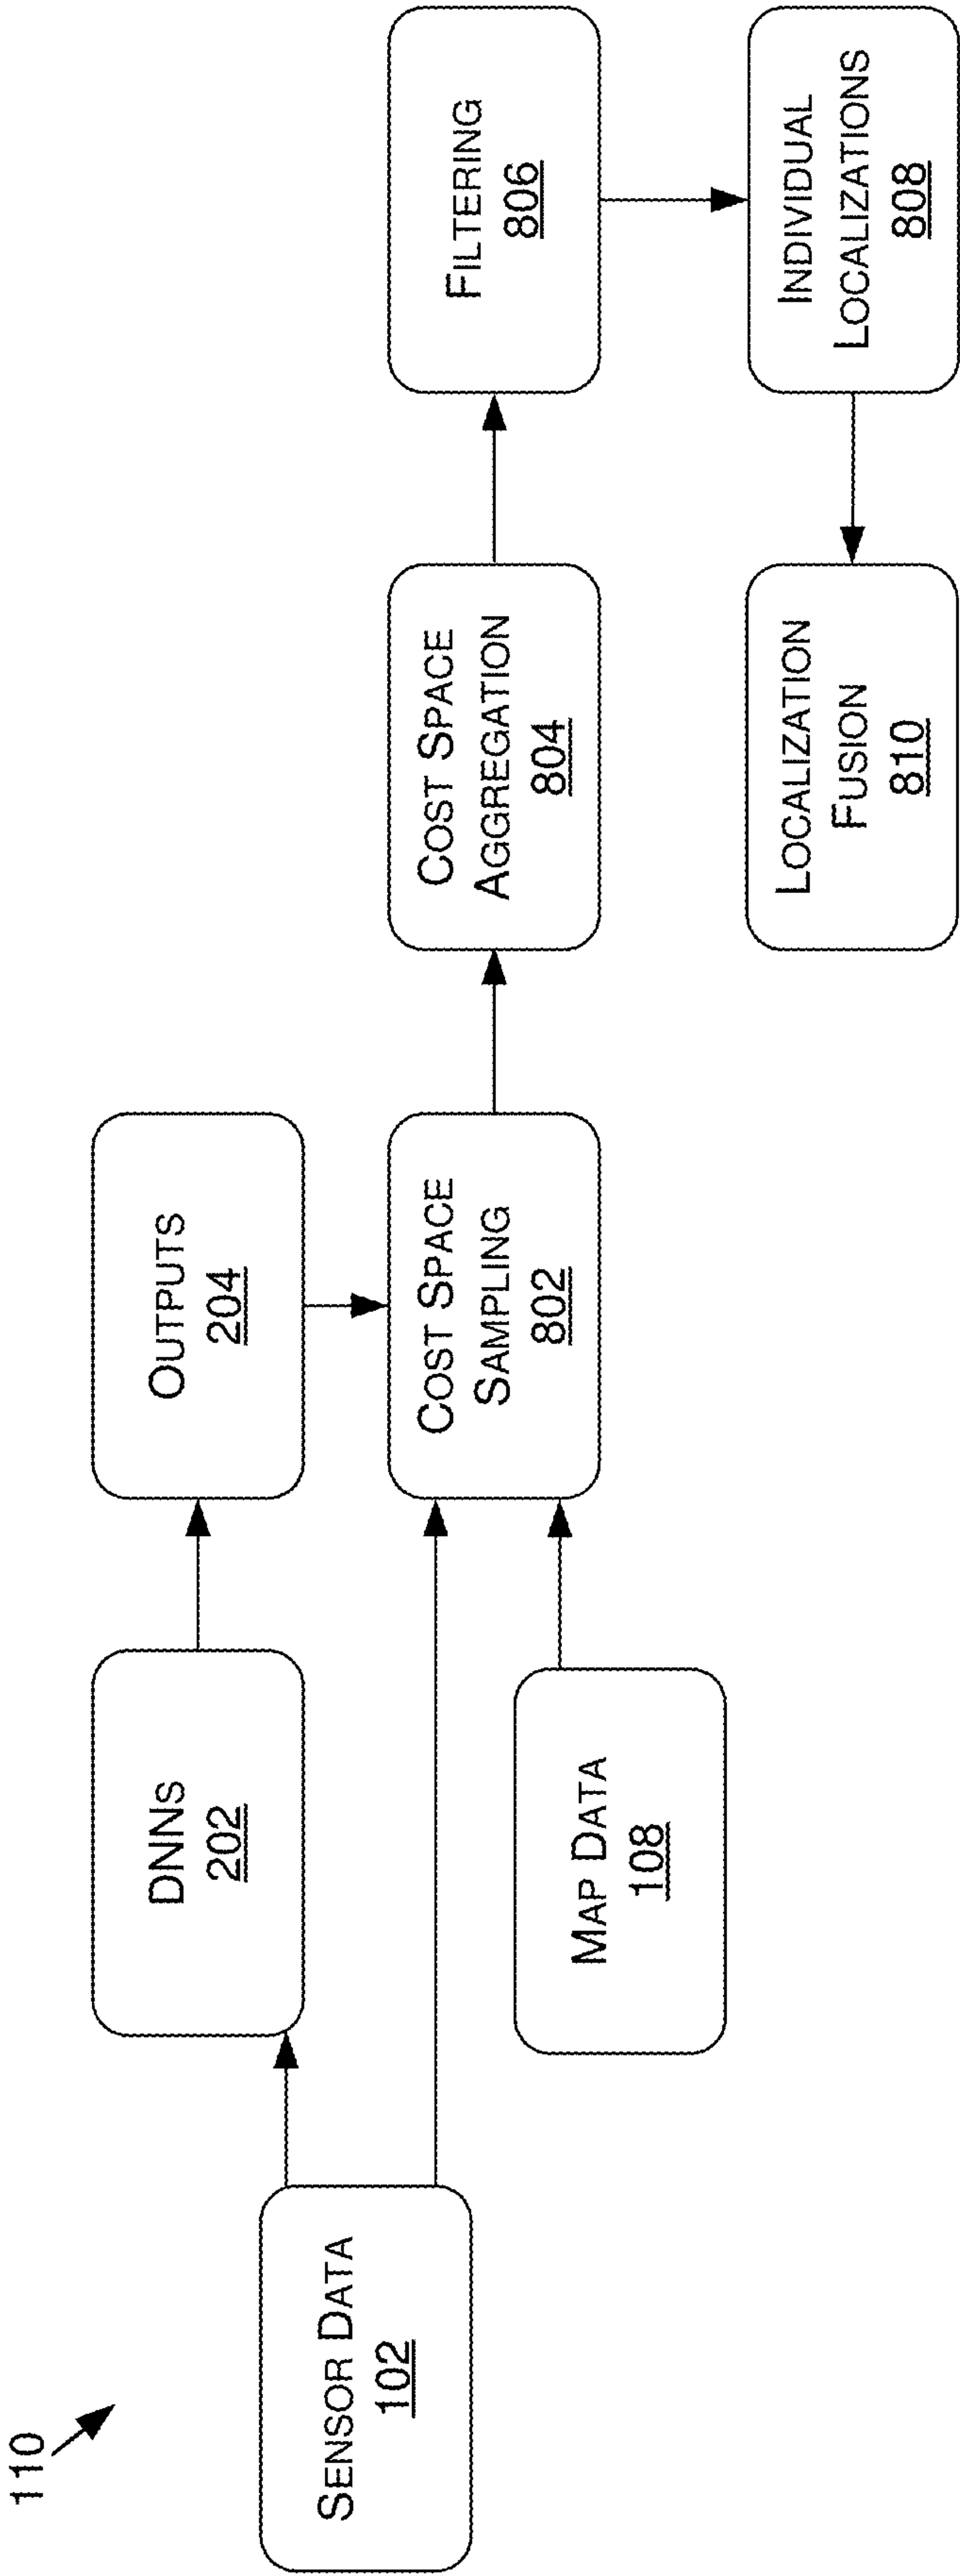 110
SENSOR DATA
102
DNNS
202
OUTPUTS
204
MAP DATA
108
COST SPACE
SAMPLING
802
COST SPACE
AGGREGATION
804
FILTERING
806
INDIVIDUAL
LOCALIZATIONS
808
LOCALIZATION
FUSION
810